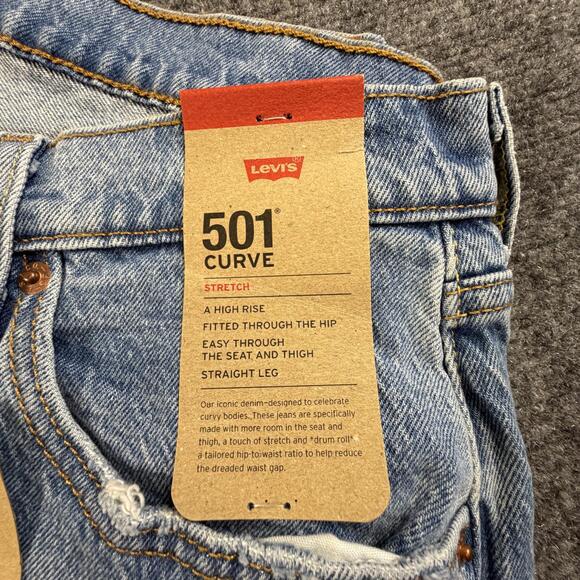 Levi's®
501®
CURVE
STRETCH
A HIGH RISE
FITTED THROUGH THE HIP
EASY THROUGH
THE SEAT AND THIGH
STRAIGHT LEG
Our iconic denim–designed to celebrate
curvy bodies. These jeans are specifically
made with more room in the seat and
thigh, a touch of stretch and *drum roll*
a tailored hip-to-waist ratio to help reduce
the dreaded waist gap.